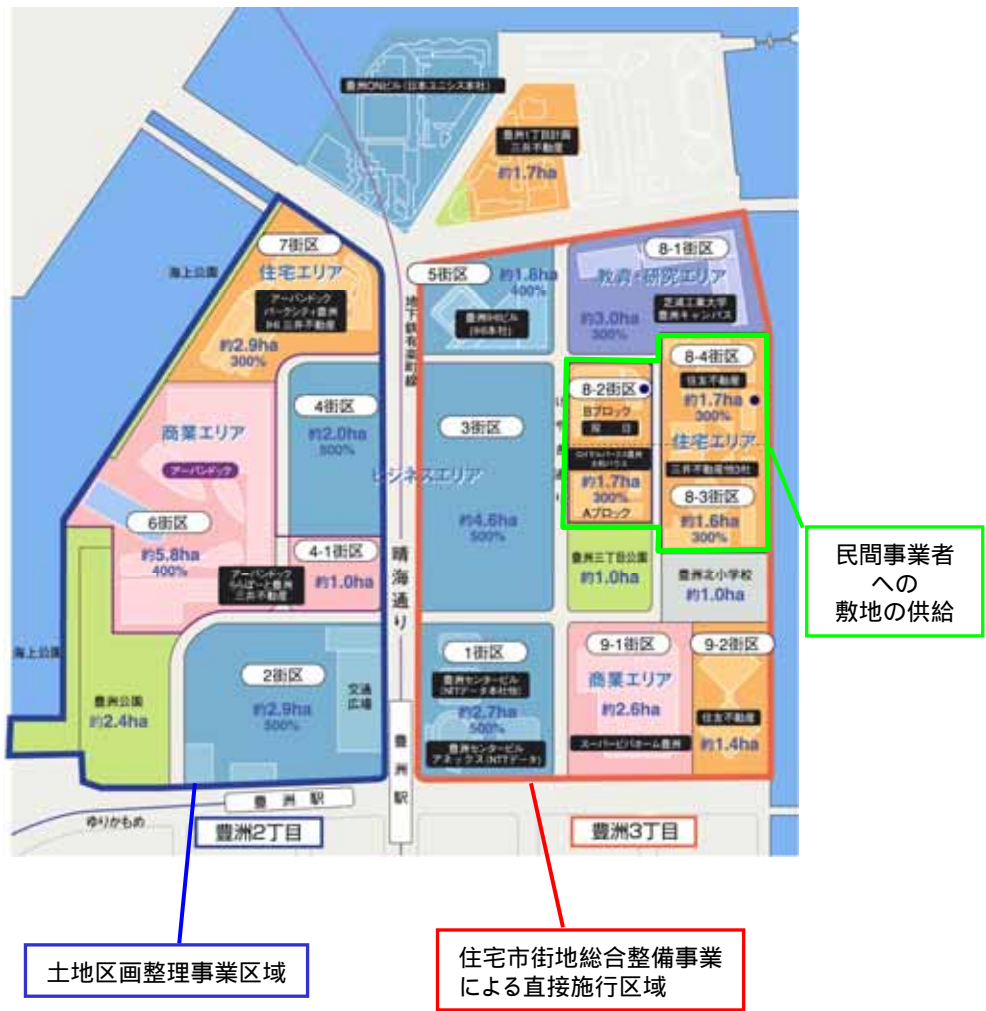 豊洲ONビル(日本ユニシス本社)
豊洲1丁目計画
三井不動産
約1.7ha
7街区
住宅エリア
海上公園
アーバンドック
パークシティ豊洲
IHI 三井不動産
約2.9ha
300%
地下鉄有楽町線
5街区
約1.8ha
400%
豊洲IHIビル
(IHI本社)
8-1街区
教育・研究エリア
芝浦工業大学
豊洲キャンパス
約3.0ha
300%
8-4街区
住友不動産
約1.7ha
300%
住宅エリア
三井不動産他3社
8-3街区
約1.6ha
300%
8-2街区
Bブロック
約1.7ha
300%
Aブロック
けやき通り
4街区
約2.0ha
500%
商業エリア
アーバンドック
3街区
ビジネスエリア
約4.6ha
500%
6街区
約5.8ha
400%
4-1街区
約1.0ha
アーバンドック
ららぽーと豊洲
三井不動産
晴海通り
豊洲三丁目公園
約1.0ha
豊洲北小学校
約1.0ha
民間事業者
への
敷地の供給
海上公園
豊洲公園
約2.4ha
2街区
約2.9ha
500%
交通
広場
1街区
豊洲センタービル
(NTTデータ本社他)
約2.7ha
500%
豊洲センタービル
アネックス(NTTデータ)
9-1街区
商業エリア
約2.6ha
スーパービバホーム豊洲
9-2街区
住友不動産
約1.4ha
豊洲駅
豊洲駅
ゆりかもめ
豊洲2丁目
豊洲3丁目
土地区画整理事業区域
住宅市街地総合整備事業
による直接施行区域